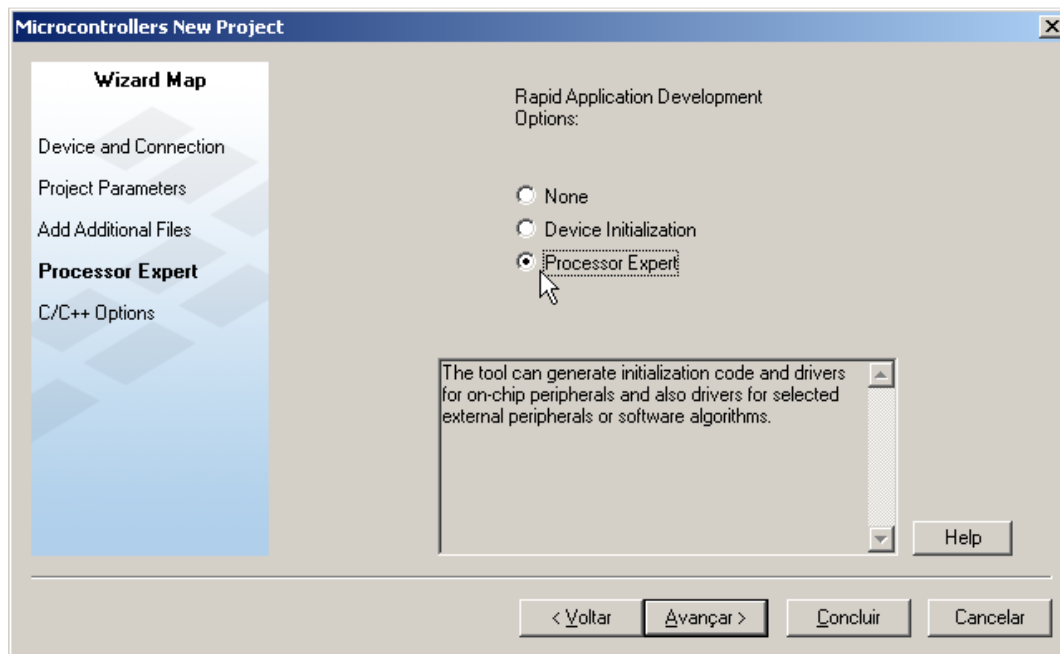 Microcontrollers New Project
Wizard Map
Device and Connection
Project Parameters
Add Additional Files
Processor Expert
C/C++ Options
Rapid Application Development
Options:
None
Device Initialization
Processor Expert
The tool can generate initialization code and drivers
for on-chip peripherals and also drivers for selected
external peripherals or software algorithms.
Help
< Voltar
Avançar >
Concluir
Cancelar